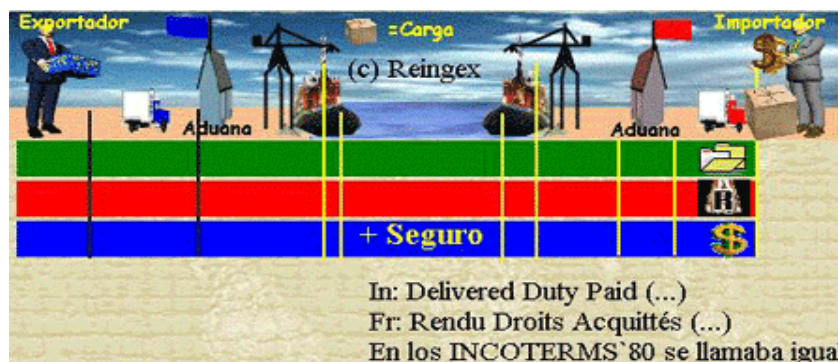 Exportador
=Carga
Importador
(c) Reingex
Aduana
Aduana
R
+ Seguro
$
In: Delivered Duty Paid (...)
Fr: Rendu Droits Acquittés (...)
En los INCOTERMS`80 se llamaba igua